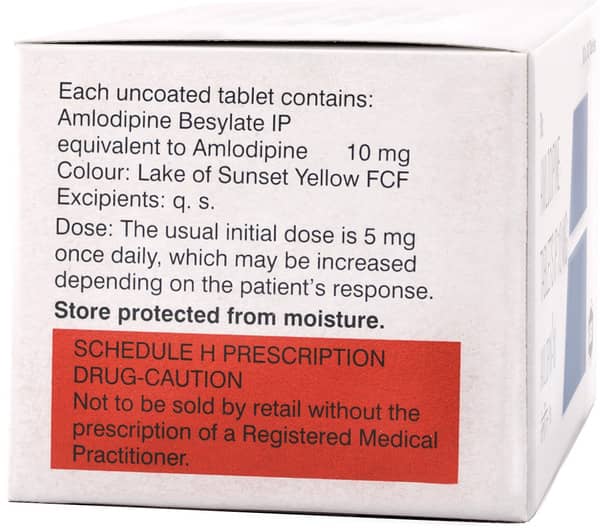 Each uncoated tablet contains:
Amlodipine Besylate IP
equivalent to Amlodipine 10 mg
Colour: Lake of Sunset Yellow FCF
Excipients: q. s.
Dose: The usual initial dose is 5 mg
once daily, which may be increased
depending on the patient's response.
Store protected from moisture.
SCHEDULE H PRESCRIPTION
DRUG-CAUTION
Not to be sold by retail without the
prescription of a Registered Medical
Practitioner.